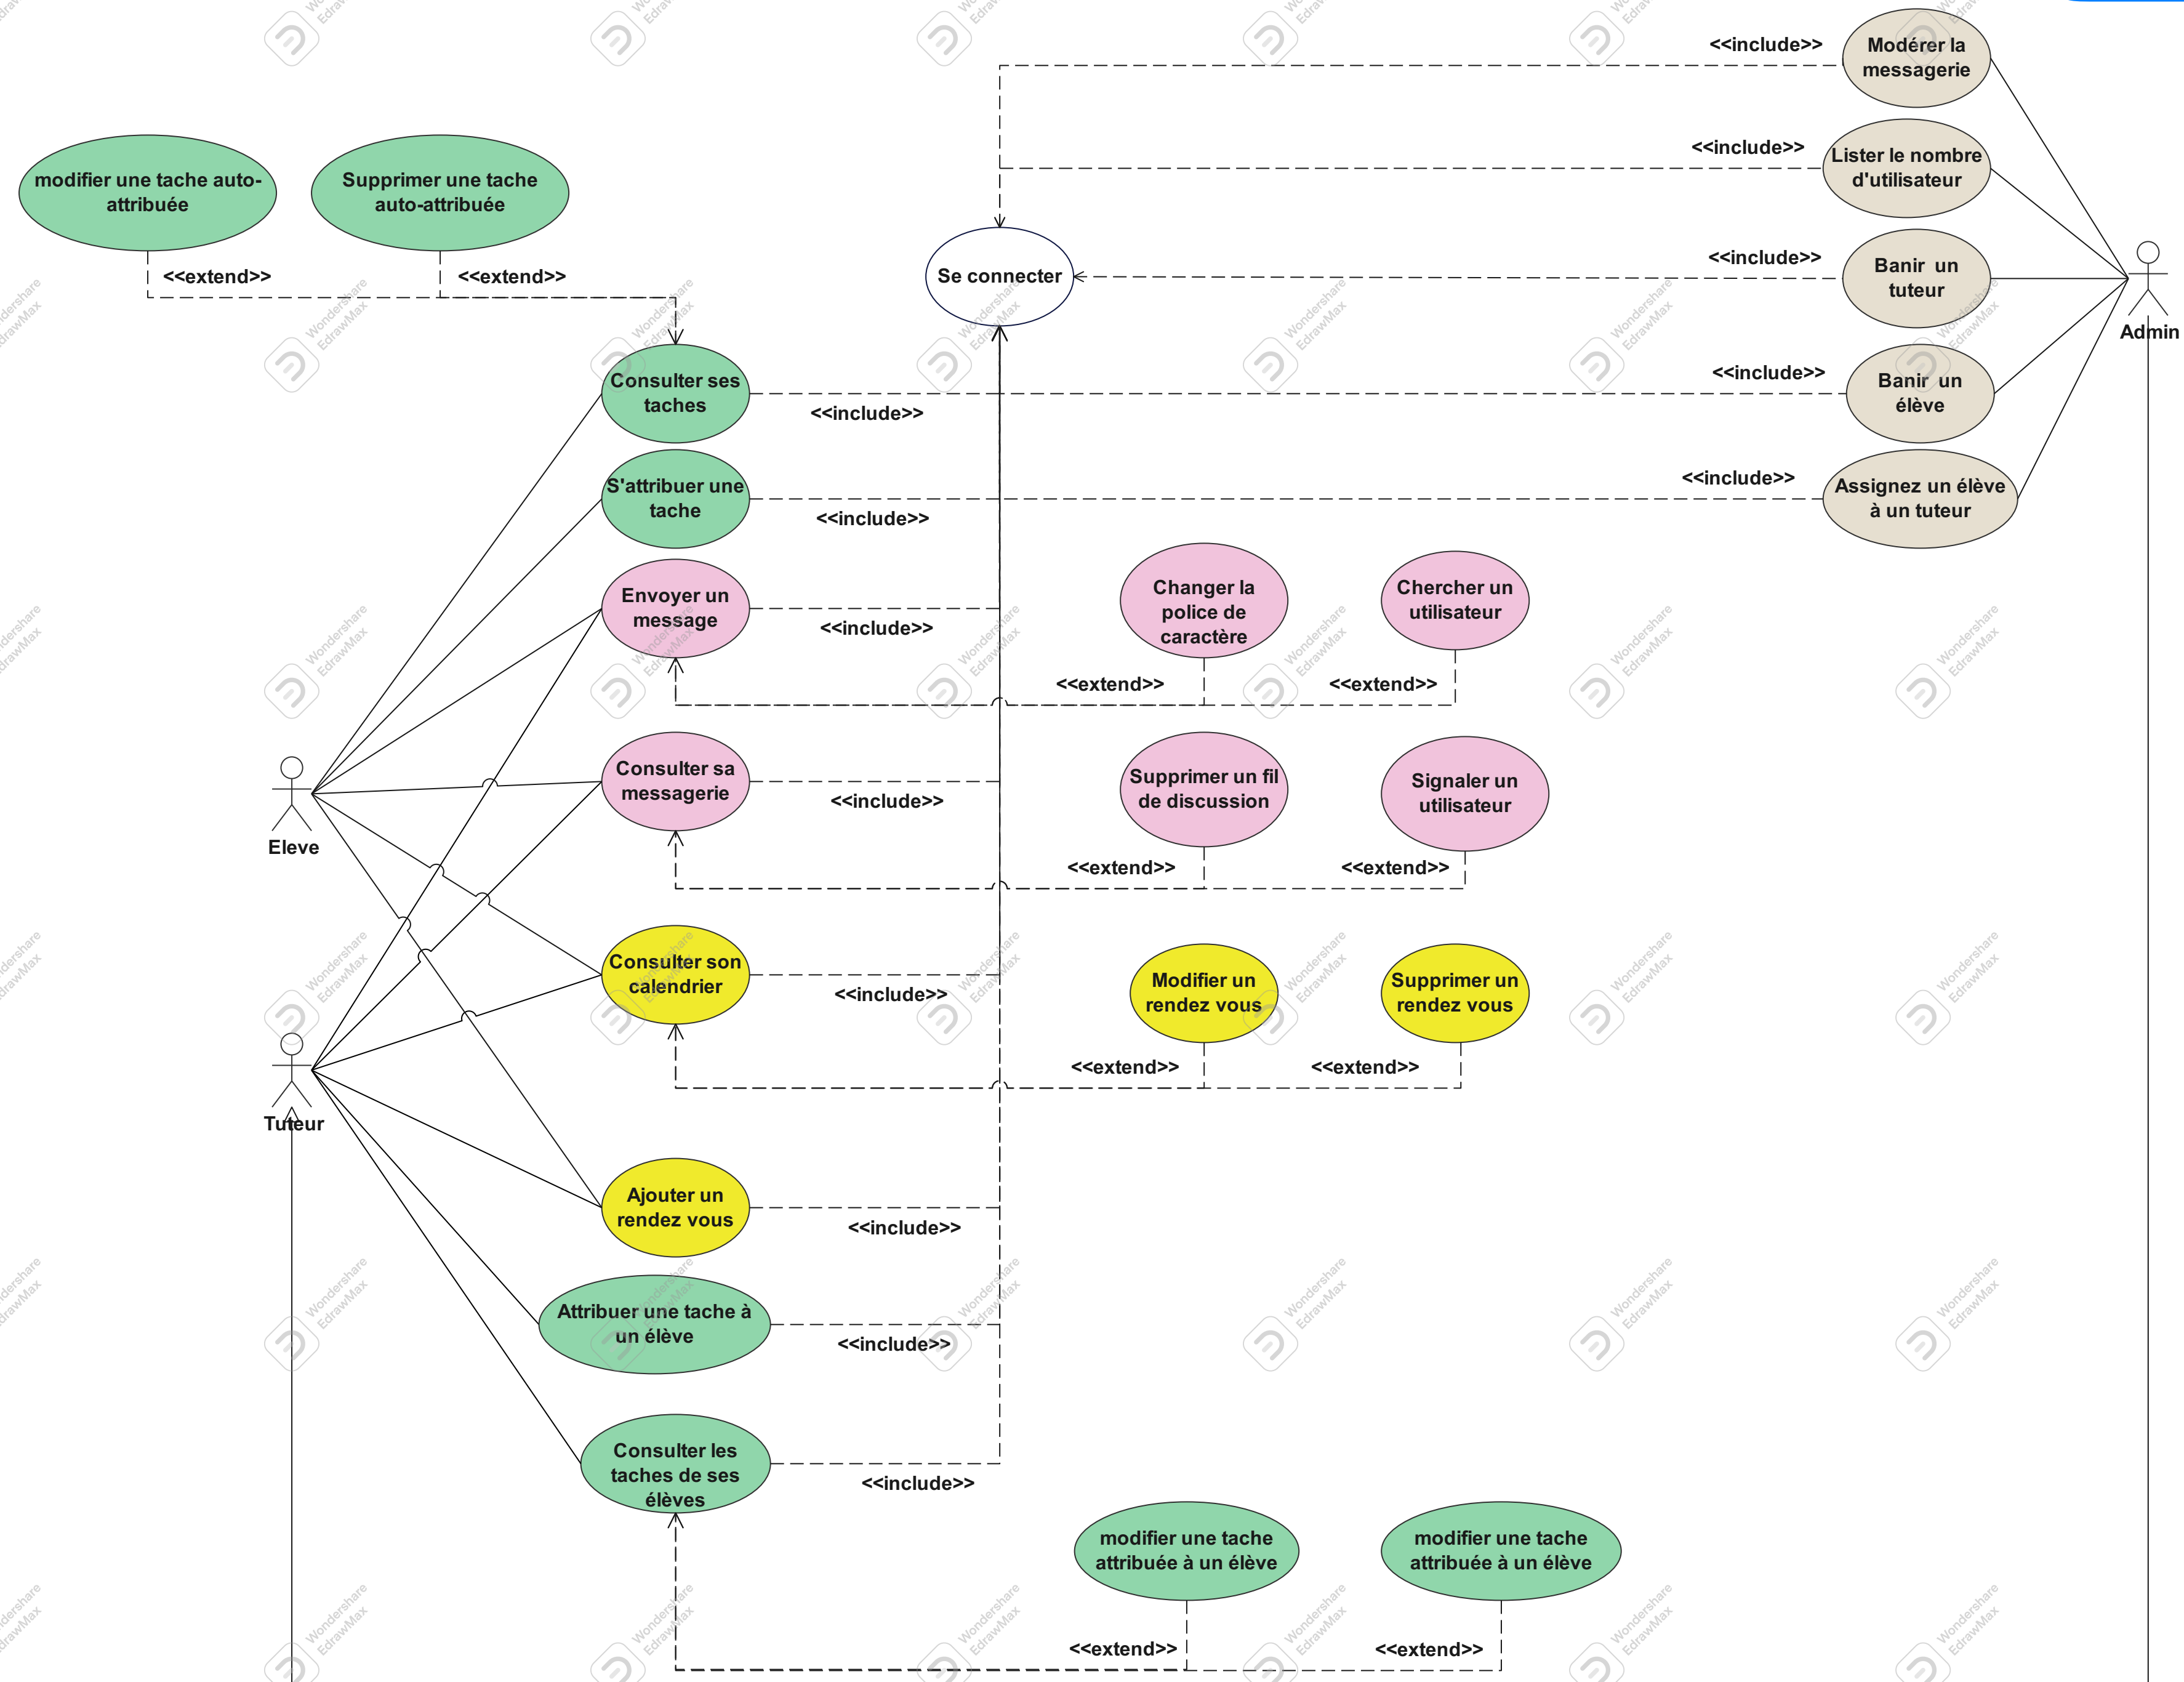 <<include>>
Modérer la
messagerie
<<include>>
Lister le nombre
d'utilisateur
modifier une tache auto-
attribuée
Supprimer une tache
auto-attribuée
<<extend>>
<<extend>>
Se connecter
<<include>>
Banir un
tuteur
Admin
Consulter ses
taches
<<include>>
<<include>>
Banir un
élève
S'attribuer une
tache
<<include>>
<<include>>
Assignez un élève
à un tuteur
Envoyer un
message
<<include>>
Changer la
police de
caractère
Chercher un
utilisateur
<<extend>>
<<extend>>
Eleve
Consulter sa
messagerie
<<include>>
Supprimer un fil
de discussion
Signaler un
utilisateur
<<extend>>
<<extend>>
Consulter son
calendrier
<<include>>
Modifier un
rendez vous
Supprimer un
rendez vous
<<extend>>
<<extend>>
Tuteur
Ajouter un
rendez vous
<<include>>
Attribuer une tache à
un élève
<<include>>
Consulter les
taches de ses
élèves
<<include>>
modifier une tache
attribuée à un élève
modifier une tache
attribuée à un élève
<<extend>>
<<extend>>
Wondershare
EdrawMax